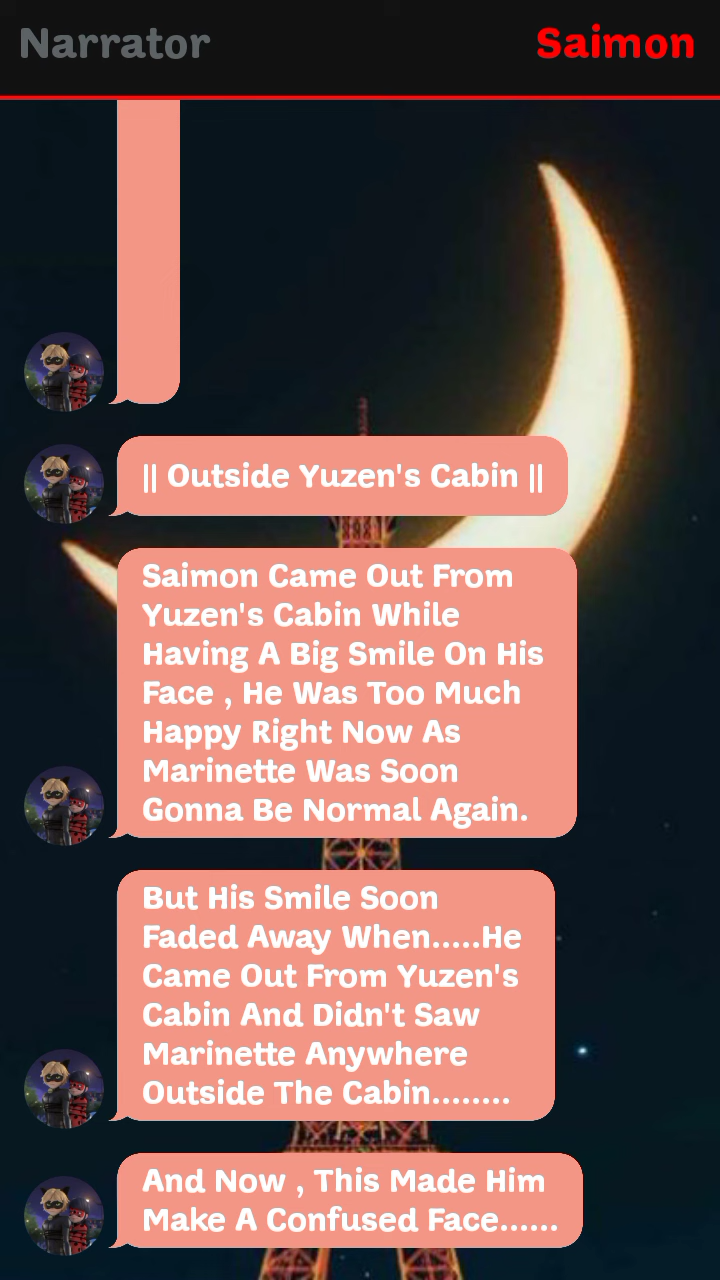 Narrator
Saimon
|| Outside Yuzen's Cabin ||
Saimon Came Out From
Yuzen's Cabin While
Having A Big Smile On His
Face , He Was Too Much
Happy Right Now As
Marinette Was Soon
Gonna Be Normal Again.
But His Smile Soon
Faded Away When.....He
Came Out From Yuzen's
Cabin And Didn't Saw
Marinette Anywhere
Outside The Cabin........
And Now , This Made Him
Make A Confused Face......